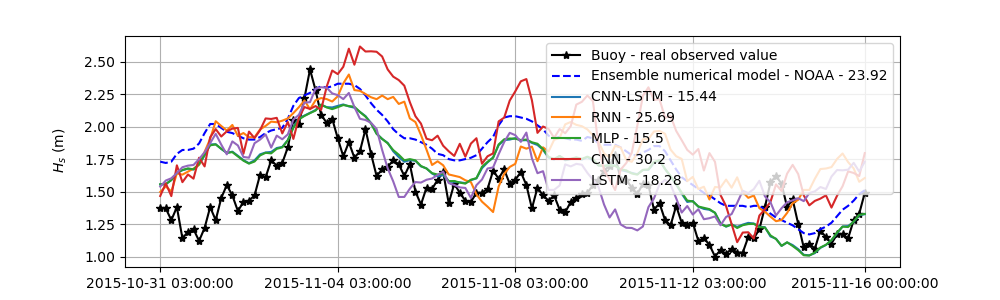 Buoy - real observed value
Ensemble numerical model - NOAA - 23.92
CNN-LSTM - 15.44
RNN - 25.69
MLP - 15.5
CNN - 30.2
LSTM - 18.28
Hs (m)
2.50
2.25
2.00
1.75
1.50
1.25
1.00
2015-10-31 03:00:00 2015-11-04 03:00:00 2015-11-08 03:00:00 2015-11-12 03:00:00 2015-11-16 00:00:00